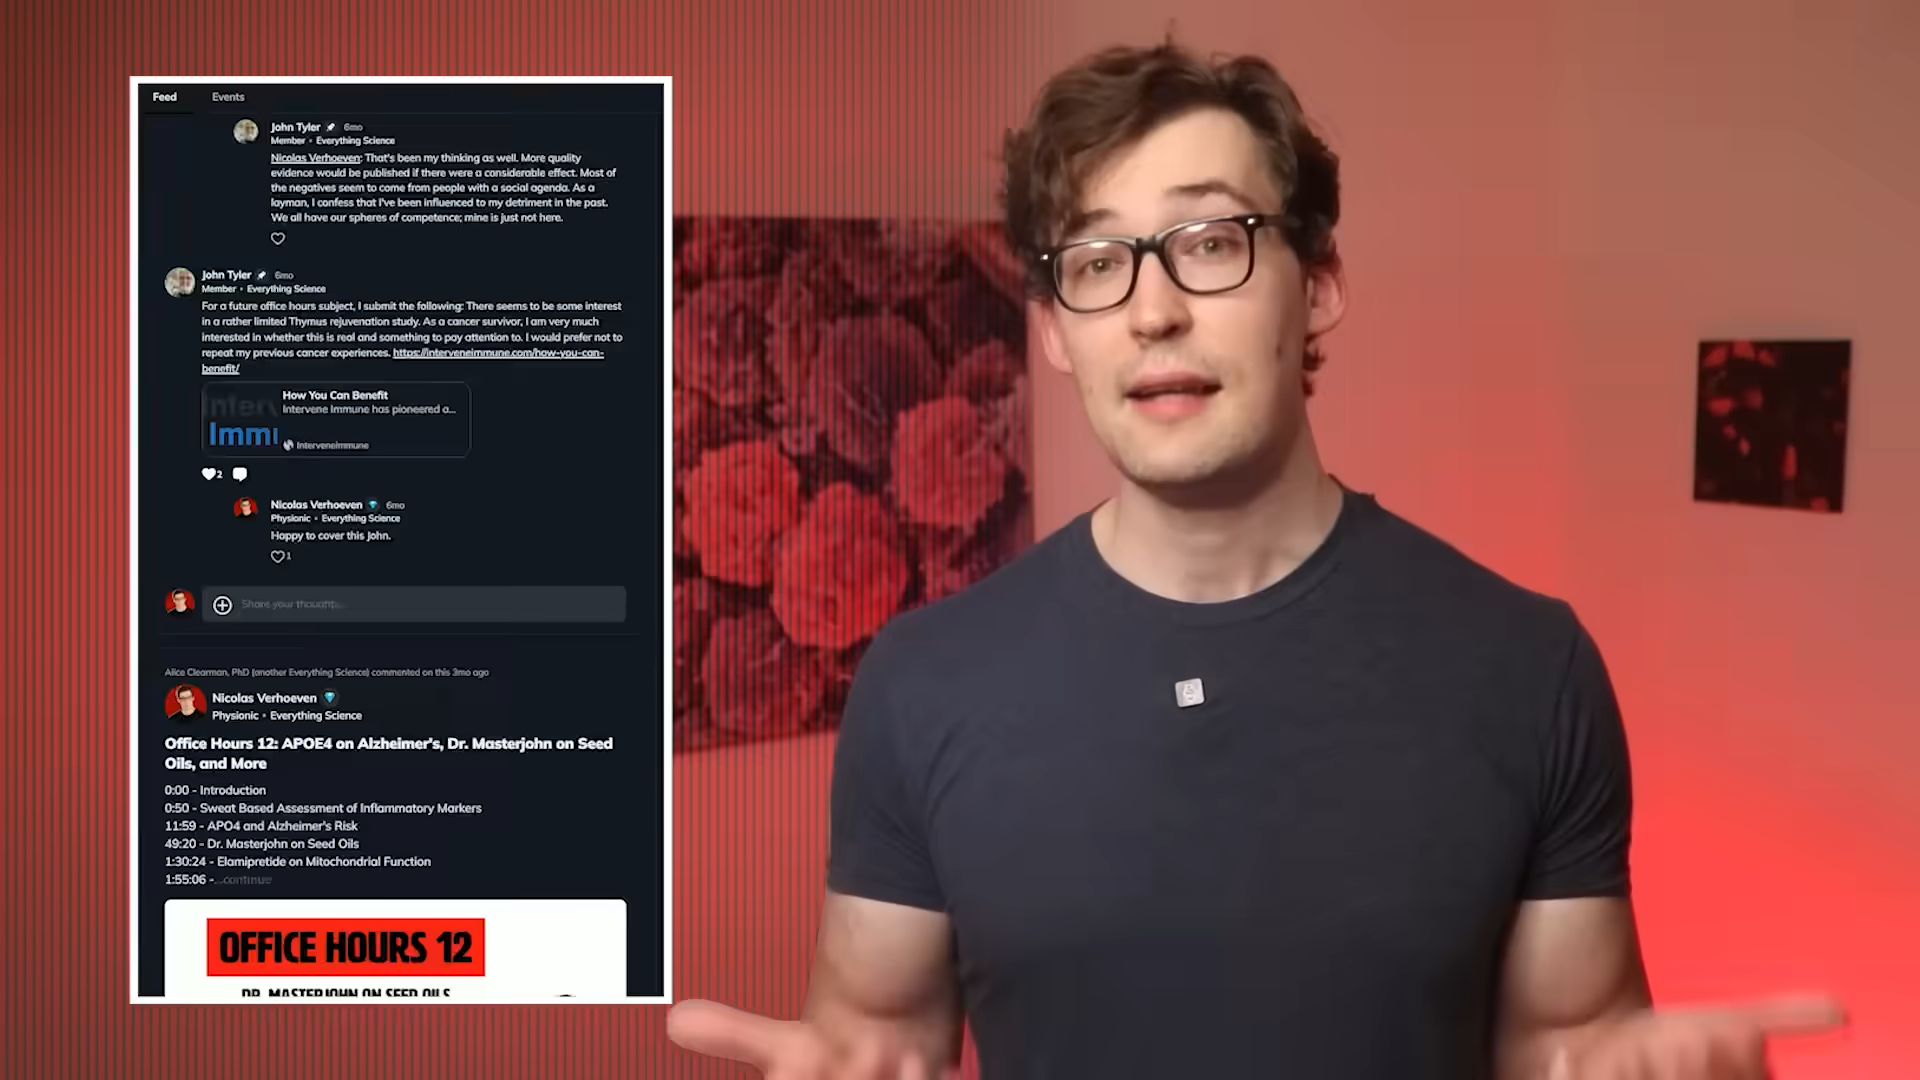 Feed Events
John Tyler 6mo
Member • Everything Science
Nicolas Verhoeven: That's been my thinking as well. More quality
evidence would be published if there were a considerable effect. Most of
the negatives seem to come from people with a social agenda. As a
layman, I confess that I've been influenced to my detriment in the past.
We all have our spheres of competence; mine is just not here.
John Tyler 6mo
Member • Everything Science
For a future office hours subject, I submit the following: There seems to be some interest
in a rather limited Thymus rejuvenation study. As a cancer survivor, I am very much
interested in whether this is real and something to pay attention to. I would prefer not to
repeat my previous cancer experiences. https://interveneimmune.com/how-you-can-
benefit/
How You Can Benefit
Interv
Intervene Immune has pioneered a...
Immu
Interveneimmune
2
Nicolas Verhoeven 6mo
Physionic • Everything Science
Happy to cover this John.
1
Share your thoughts...
Alice Clearman, PhD (another Everything Science) commented on this 3mo ago
Nicolas Verhoeven
Physionic • Everything Science
Office Hours 12: APOE4 on Alzheimer's, Dr. Masterjohn on Seed
Oils, and More
0:00 - Introduction
0:50 - Sweat Based Assessment of Inflammatory Markers
11:59 - APO4 and Alzheimer's Risk
49:20 - Dr. Masterjohn on Seed Oils
1:30:24 - Elamipretide on Mitochondrial Function
1:55:06 -...continue
OFFICE HOURS 12
DR. MASTERJOHN ON SEED OILS